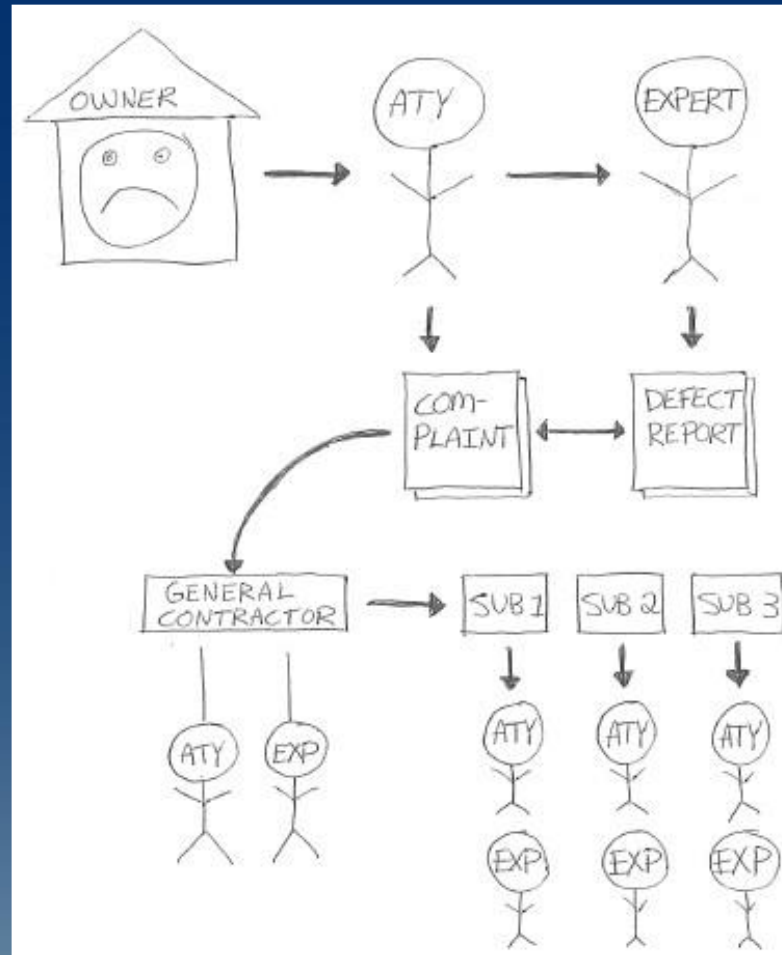 OWNER
ATY
EXPERT
COM-
PLAINT
DEFECT
REPORT
GENERAL
CONTRACTOR
SUB 1
SUB 2
SUB 3
ATY
EXP
ATY
ATY
ATY
EXP
EXP
EXP